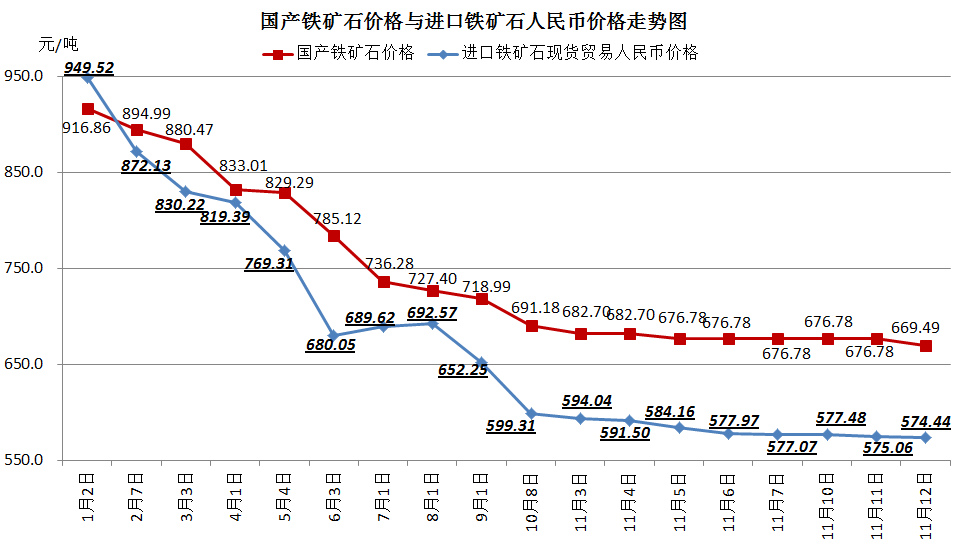 国产铁矿石价格与进口铁矿石人民币价格走势图
元/吨
国产铁矿石价格 进口铁矿石现货贸易人民币价格
950.0
850.0
750.0
650.0
550.0
916.86
894.99
880.47
833.01
829.29
785.12
736.28
727.40
718.99
691.18
682.70
682.70
676.78
676.78
676.78
676.78
676.78
669.49
949.52
872.13
830.22
819.39
769.31
680.05
689.62
692.57
652.25
599.31
594.04
591.50
584.16
577.97
577.07
577.48
575.06
574.44
1月2日
2月7日
3月3日
4月1日
5月4日
6月3日
7月1日
8月1日
9月1日
10月8日
11月3日
11月4日
11月5日
11月6日
11月7日
11月10日
11月11日
11月12日